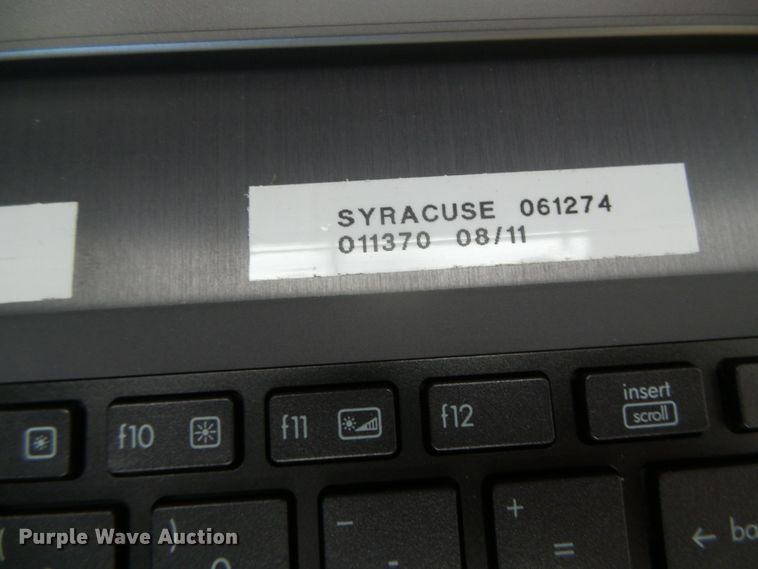 SYRACUSE 061274
011370 08/11
f10
f11
f12
insert
scroll
(
)
-
-
+
=
←
Purple Wave Auction